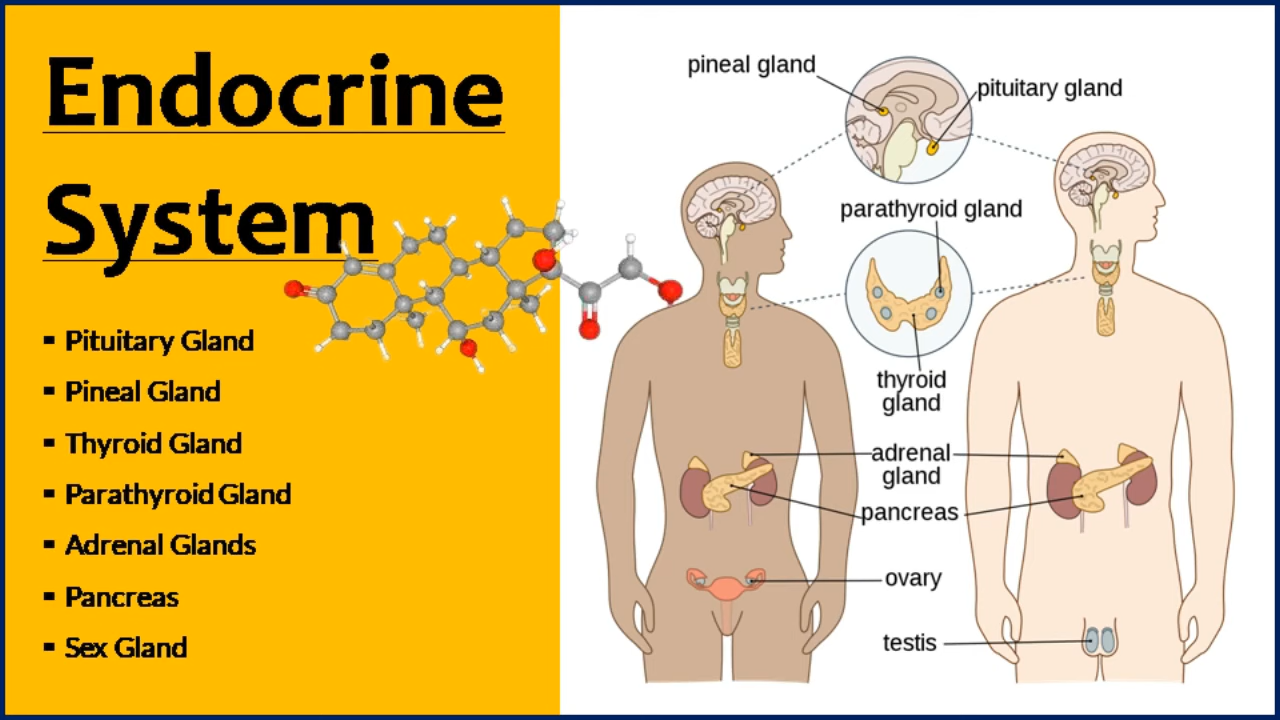 Endocrine
System
▪ Pituitary Gland
▪ Pineal Gland
▪ Thyroid Gland
▪ Parathyroid Gland
▪ Adrenal Glands
▪ Pancreas
▪ Sex Gland
pineal gland
pituitary gland
parathyroid gland
thyroid
gland
adrenal
gland
pancreas
ovary
testis